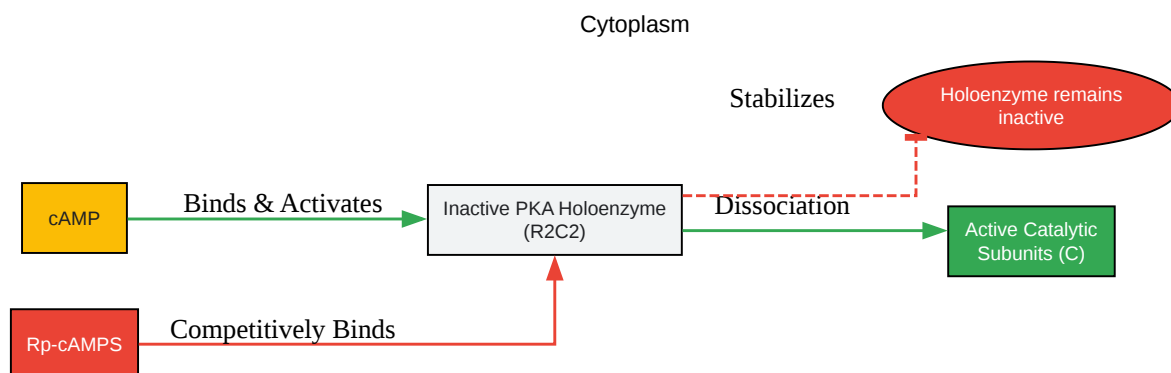 Cytoplasm
Stabilizes
Holoenzyme remains
inactive
cAMP
Binds & Activates
Inactive PKA Holoenzyme
(R2C2)
Dissociation
Active Catalytic
Subunits (C)
Rp-cAMPS
Competitively Binds